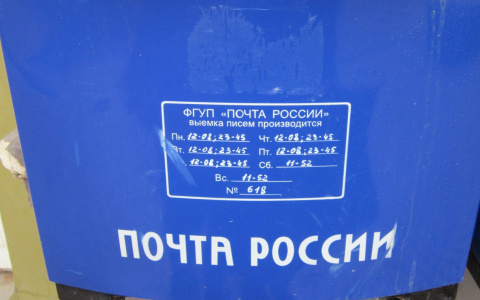 ФГУП «ПОЧТА РОССИИ»
выемка писем производится
Пн. 12-08; 23-45 Чт. 12-08; 23-45
Вт. 12-08; 23-45 Пт. 12-08; 23-45
12-08; 23-45 Сб. 11-52
Вс. 11-52
№ 618
ПОЧТА РОССИИ